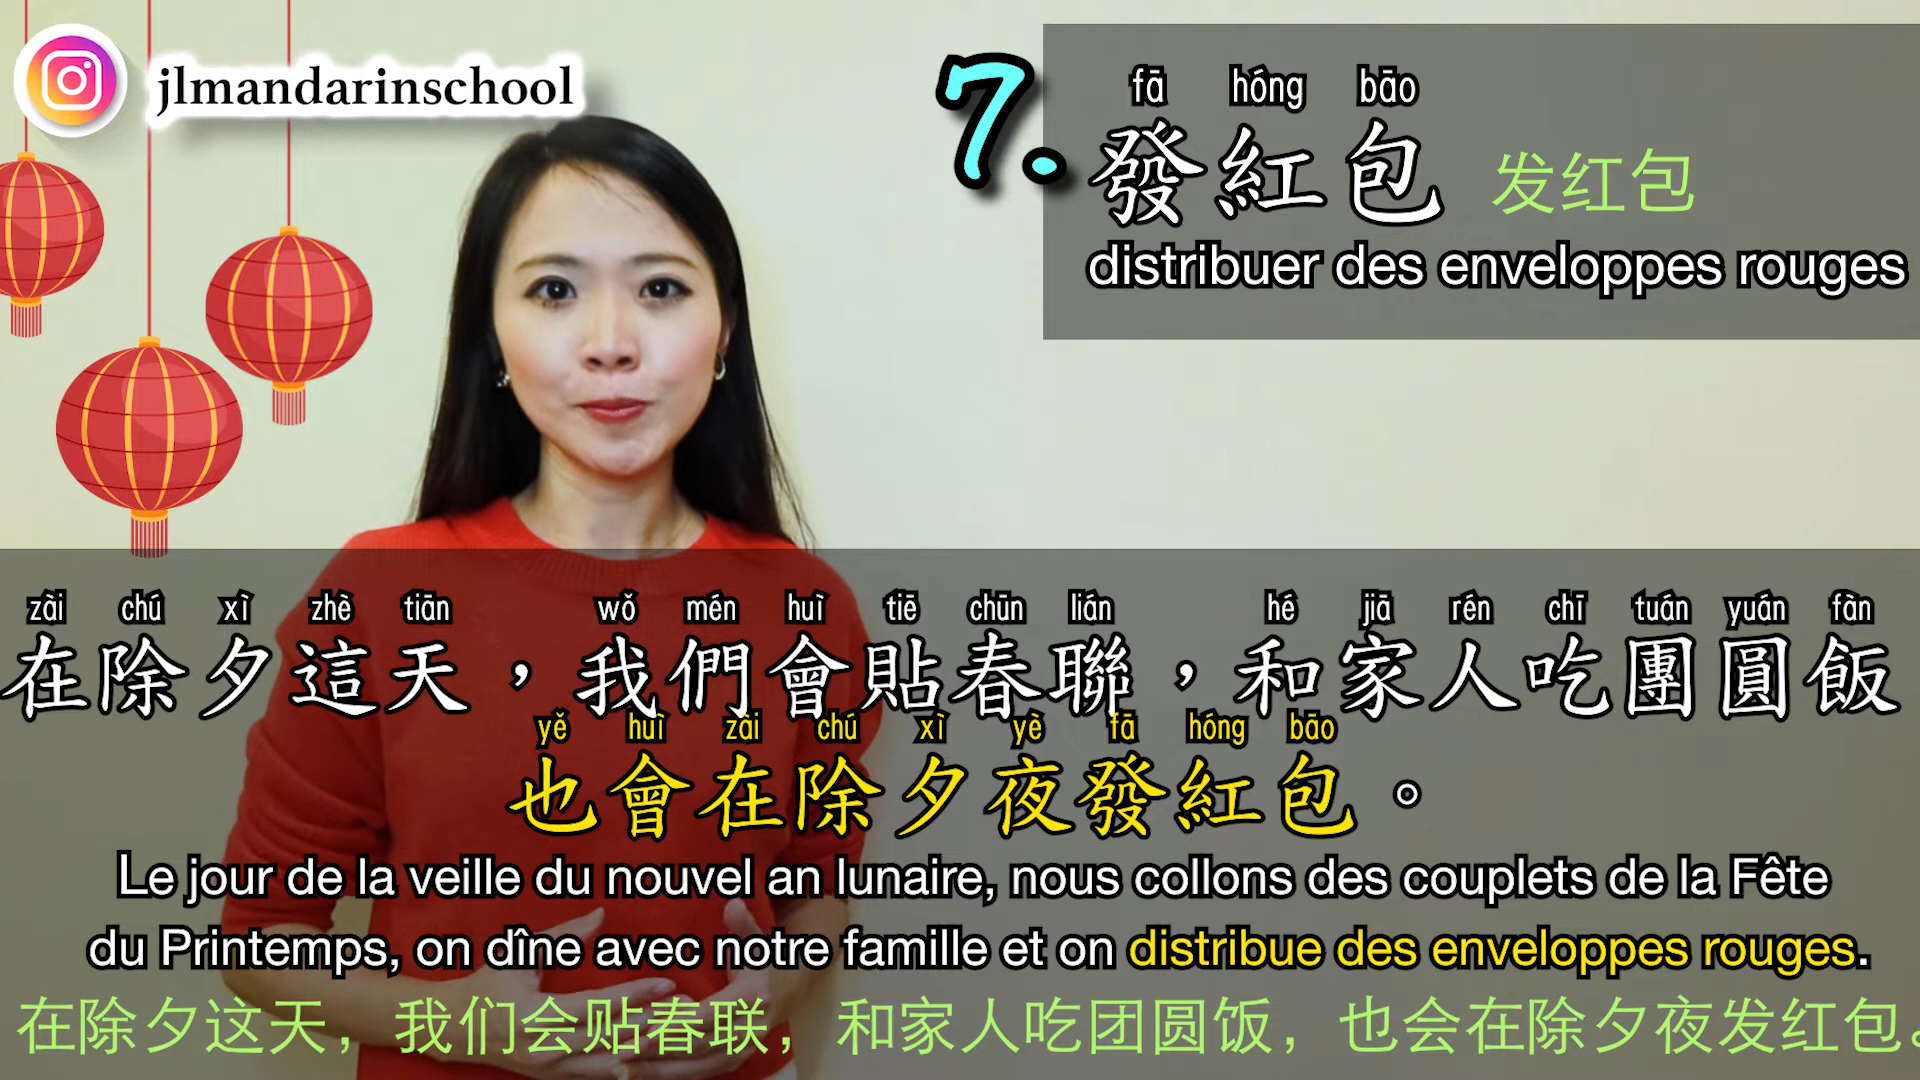 jlmandarinschool
7.
fā hóng bāo
發紅包 发红包
distribuer des enveloppes rouges
zài chú xì zhè tiān wǒ mén huì tiē chūn lián hé jiā rén chī tuán yuán fàn
在除夕這天，我們會貼春聯，和家人吃團圓飯
yě huì zài chú xì yè fā hóng bāo
也會在除夕夜發紅包。
Le jour de la veille du nouvel an lunaire, nous collons des couplets de la Fête
du Printemps, on dîne avec notre famille et on distribue des enveloppes rouges.
在除夕这天，我们会贴春联，和家人吃团圆饭，也会在除夕夜发红包。